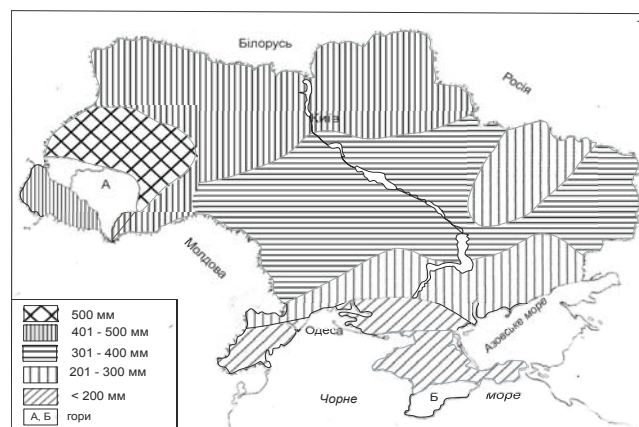 Білорусь
Росія
Київ
А
Молдова
Одеса
Азовське море
Чорне
море
Б
500 мм
401 - 500 мм
301 - 400 мм
201 - 300 мм
< 200 мм
А, Б гори